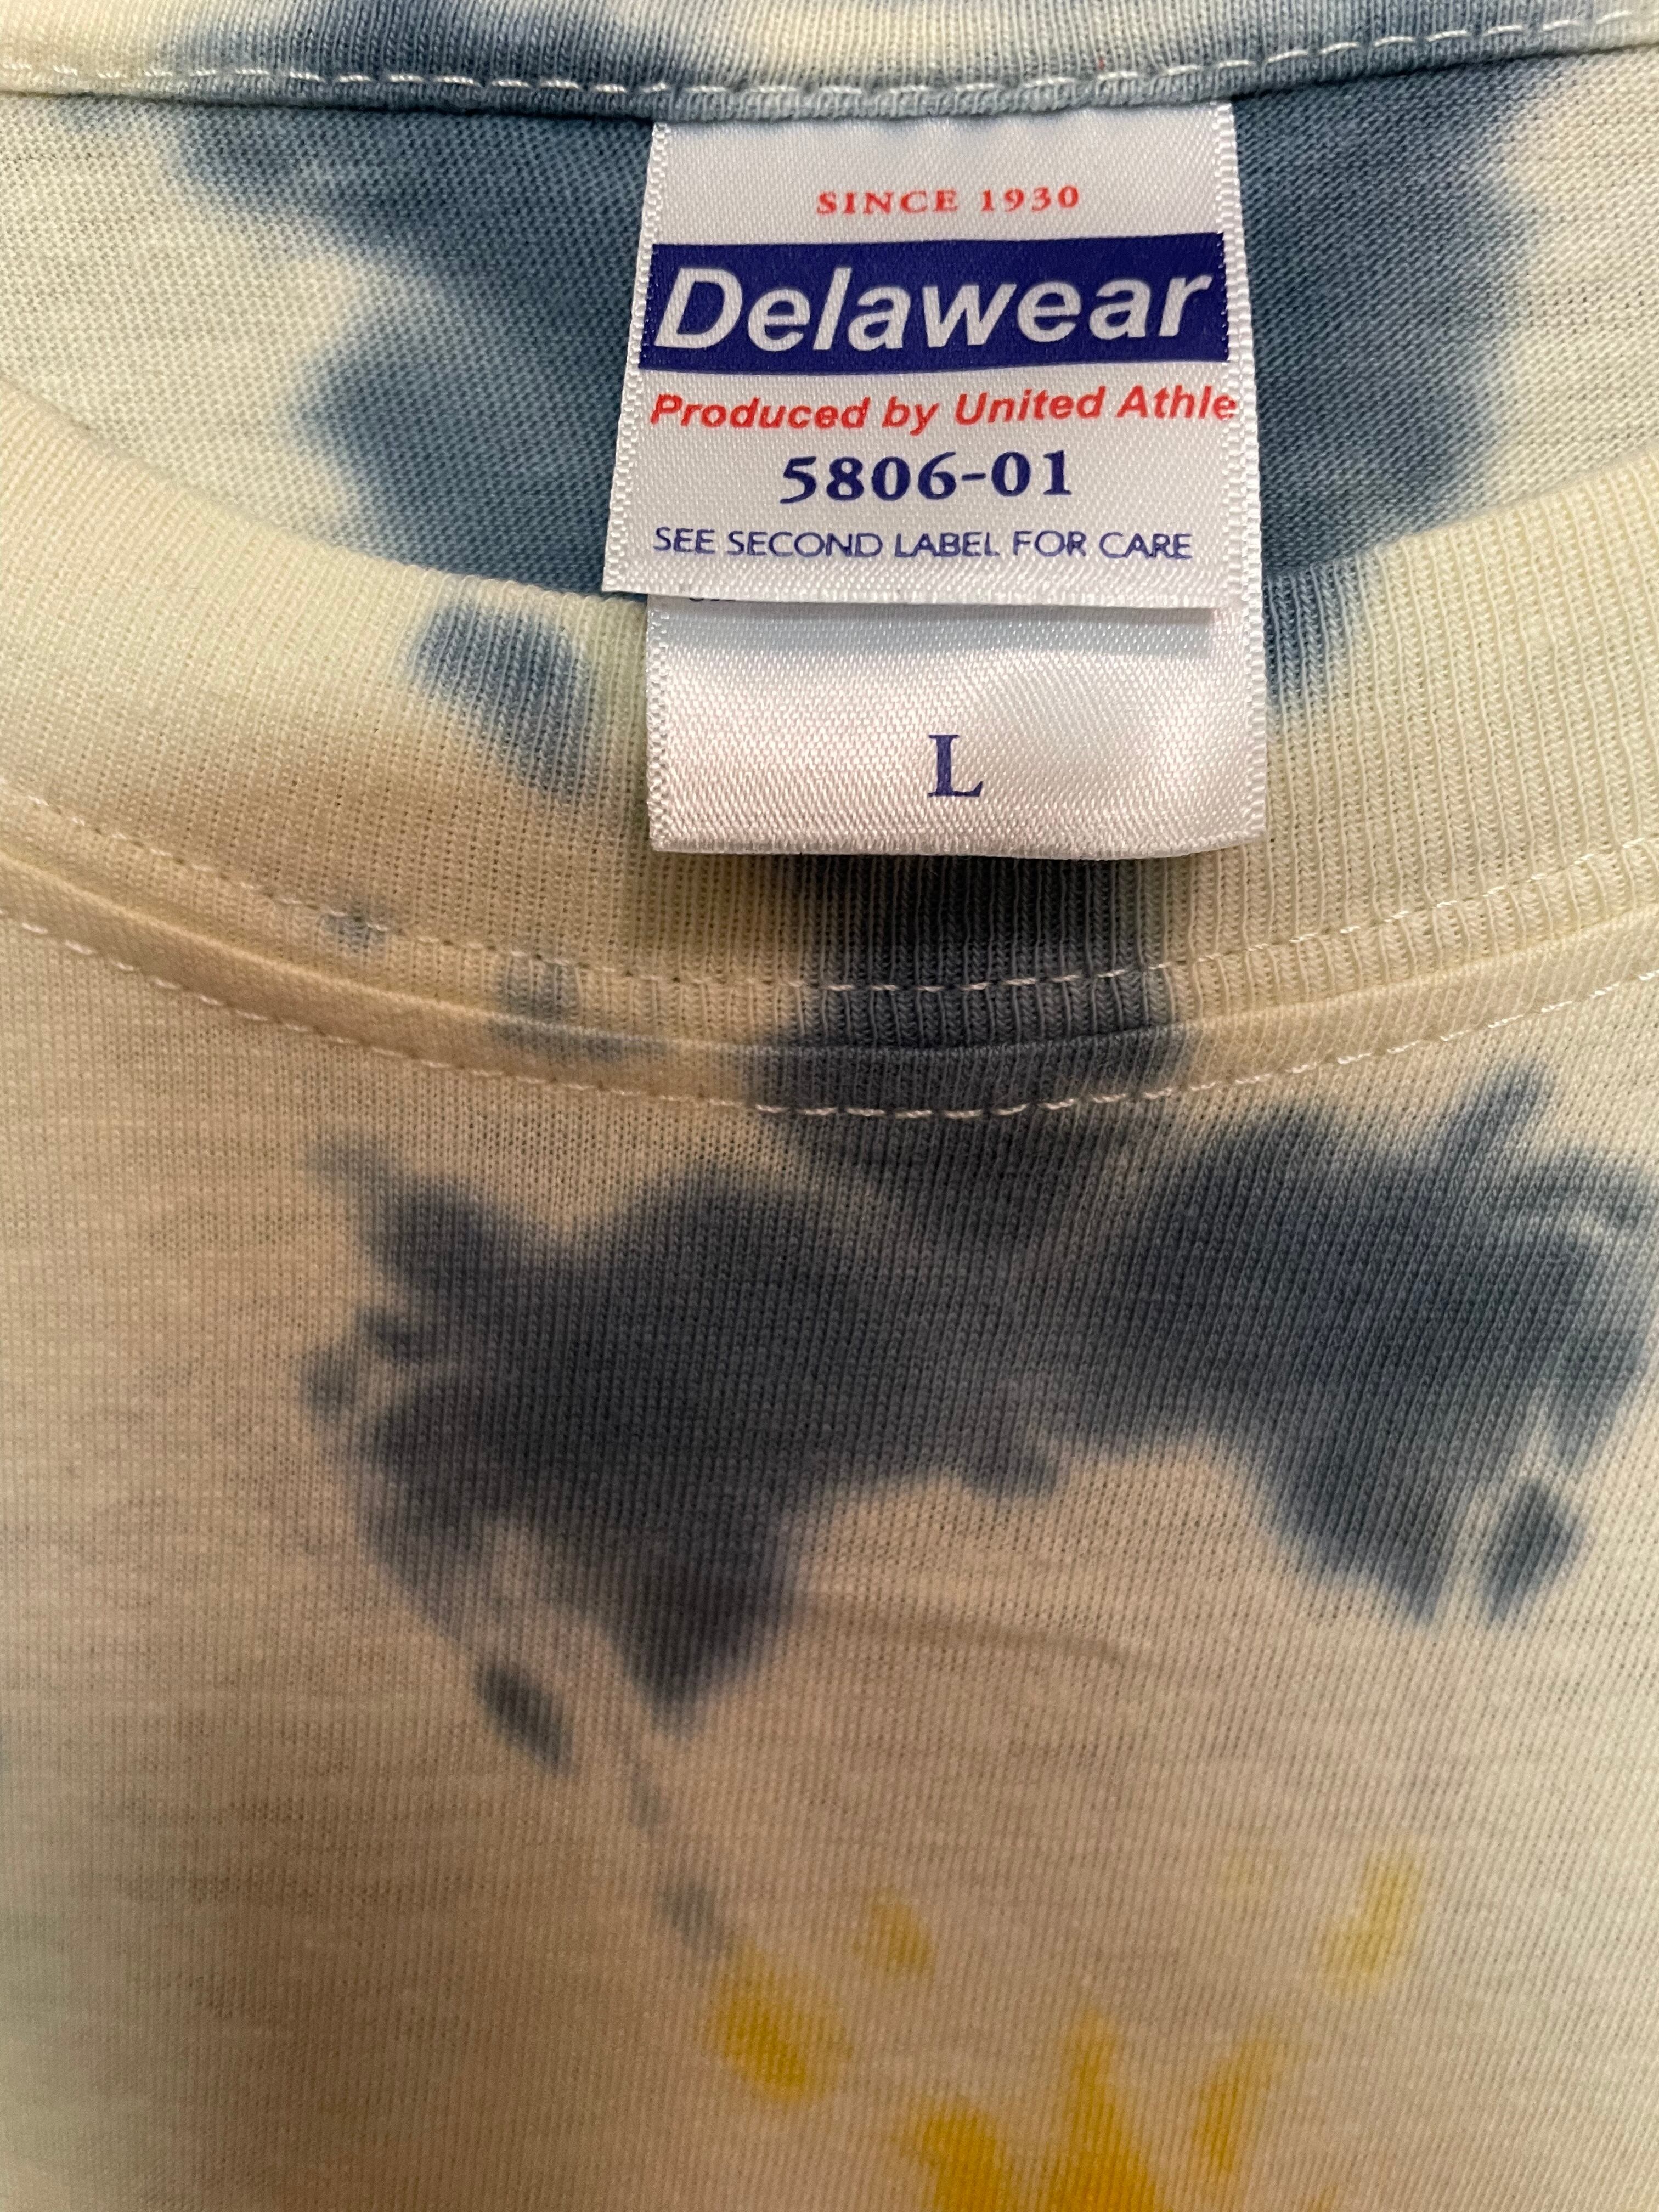 SINCE 1930
Delawear
Produced by United Athle
5806-01
SEE SECOND LABEL FOR CARE
L